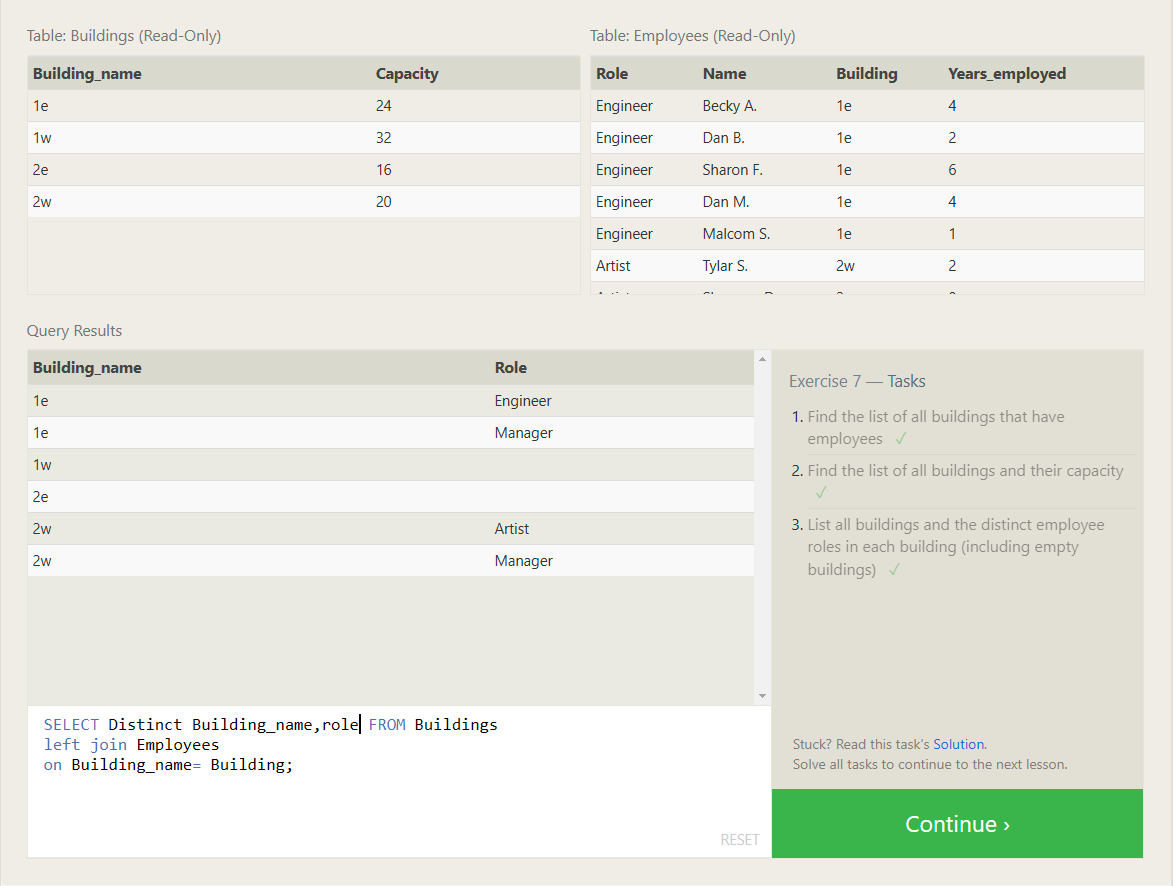 Table: Buildings (Read-Only)
Building_name Capacity
1e 24
1w 32
2e 16
2w 20
Table: Employees (Read-Only)
Role Name Building Years_employed
Engineer Becky A. 1e 4
Engineer Dan B. 1e 2
Engineer Sharon F. 1e 6
Engineer Dan M. 1e 4
Engineer Malcom S. 1e 1
Artist Tylar S. 2w 2
Query Results
Building_name Role
1e Engineer
1e Manager
1w
2e
2w Artist
2w Manager
SELECT Distinct Building_name,role FROM Buildings
left join Employees
on Building_name= Building;
RESET
Exercise 7 — Tasks
1. Find the list of all buildings that have
employees ✓
2. Find the list of all buildings and their capacity
✓
3. List all buildings and the distinct employee
roles in each building (including empty
buildings) ✓
Stuck? Read this task's Solution.
Solve all tasks to continue to the next lesson.
Continue ›